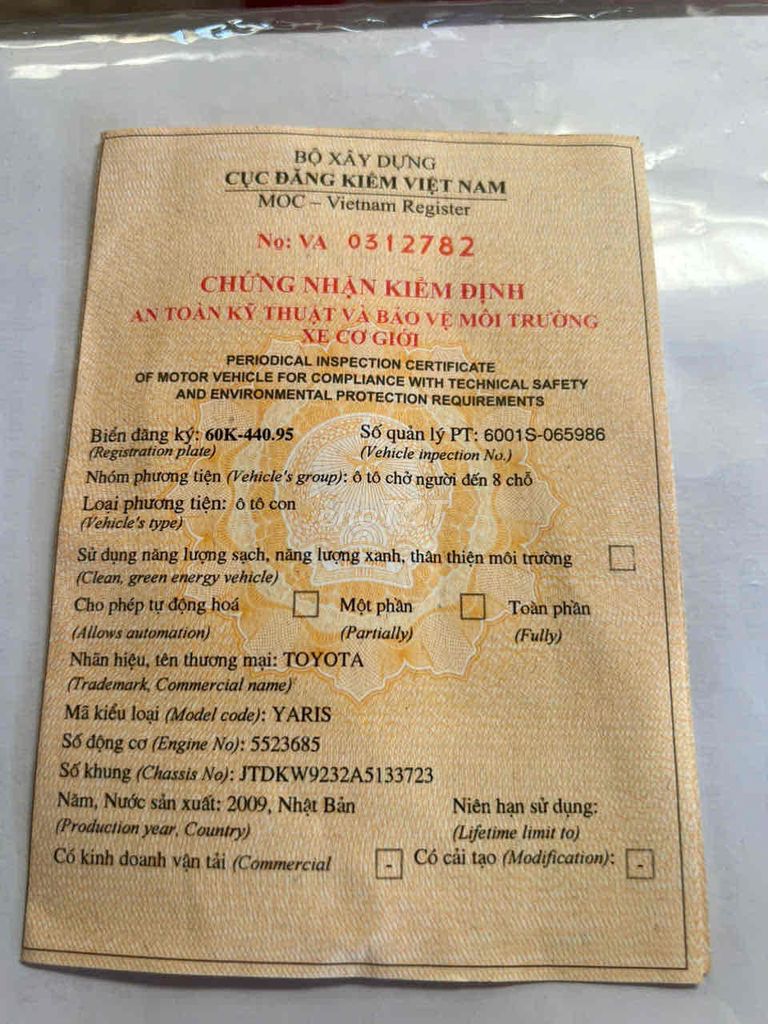 BỘ XÂY DỰNG
CỤC ĐĂNG KIỂM VIỆT NAM
MOC – Vietnam Register
No: VA 0312782
CHỨNG NHẬN KIỂM ĐỊNH
AN TOÀN KỸ THUẬT VÀ BẢO VỆ MÔI TRƯỜNG
XE CƠ GIỚI
PERIODICAL INSPECTION CERTIFICATE
OF MOTOR VEHICLE FOR COMPLIANCE WITH TECHNICAL SAFETY
AND ENVIRONMENTAL PROTECTION REQUIREMENTS
Biển đăng ký: 60K-440.95 Số quản lý PT: 6001S-065986
(Registration plate) (Vehicle inpection No.)
Nhóm phương tiện (Vehicle's group): ô tô chở người đến 8 chỗ
Loại phương tiện: ô tô con
(Vehicle's type)
Sử dụng năng lượng sạch, năng lượng xanh, thân thiện môi trường
(Clean, green energy vehicle)
Cho phép tự động hoá Một phần Toàn phần
(Allows automation) (Partially) (Fully)
Nhãn hiệu, tên thương mại: TOYOTA
(Trademark, Commercial name)
Mã kiểu loại (Model code): YARIS
Số động cơ (Engine No): 5523685
Số khung (Chassis No): JTDKW9232A5133723
Năm, Nước sản xuất: 2009, Nhật Bản Niên hạn sử dụng:
(Production year, Country) (Lifetime limit to)
Có kinh doanh vận tải (Commercial - Có cải tạo (Modification): -